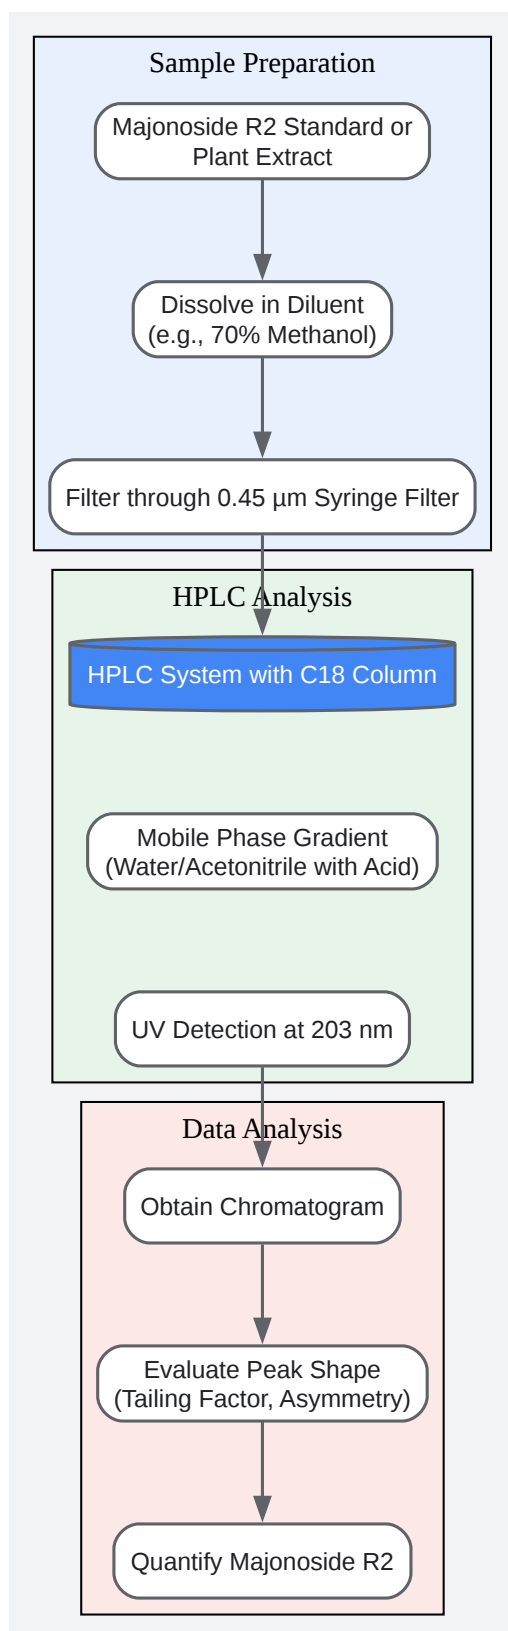 Sample Preparation
Majonoside R2 Standard or
Plant Extract
Dissolve in Diluent
(e.g., 70% Methanol)
Filter through 0.45 µm Syringe Filter
HPLC Analysis
HPLC System with C18 Column
Mobile Phase Gradient
(Water/Acetonitrile with Acid)
UV Detection at 203 nm
Data Analysis
Obtain Chromatogram
Evaluate Peak Shape
(Tailing Factor, Asymmetry)
Quantify Majonoside R2